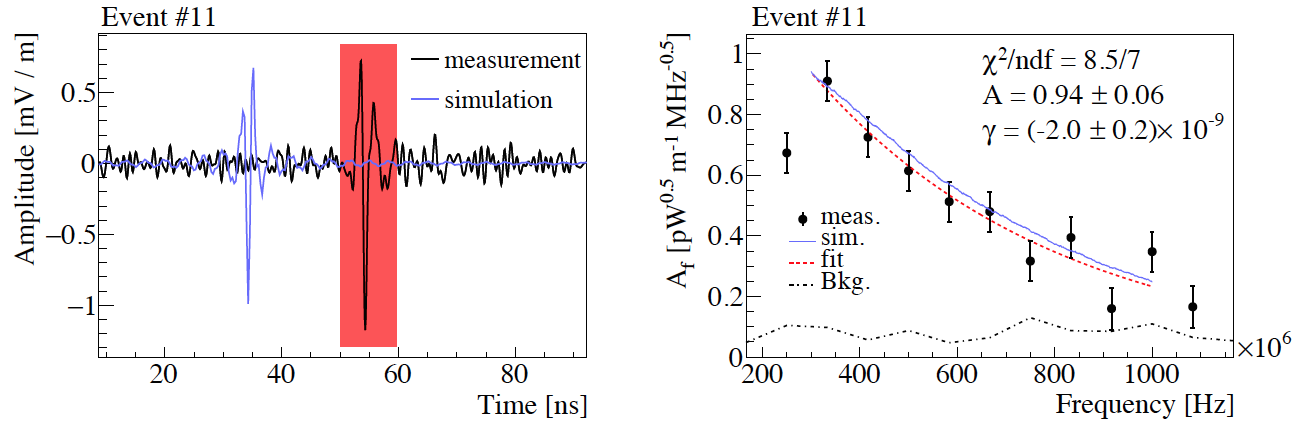 Event #11
Amplitude [mV / m]
0.5
0
−0.5
−1
measurement
simulation
20
40
60
80
Time [ns]
Event #11
A_f [pW^0.5 m^-1 MHz^-0.5]
1
0.8
0.6
0.4
0.2
0
χ²/ndf = 8.5/7
A = 0.94 ± 0.06
γ = (-2.0 ± 0.2)× 10^-9
meas.
sim.
fit
Bkg.
200
400
600
800
1000
×10^6
Frequency [Hz]